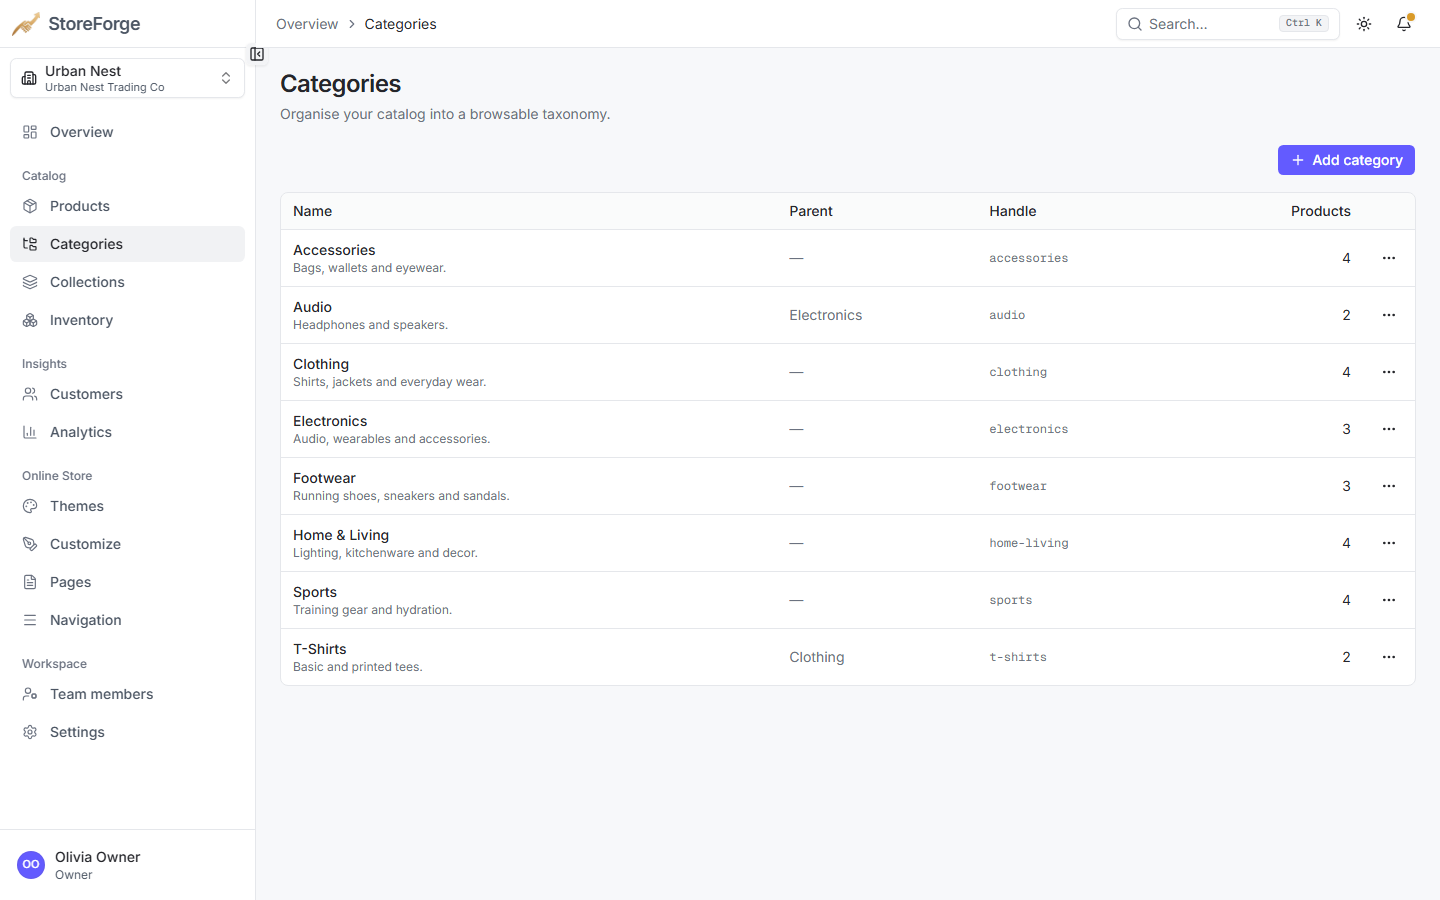 StoreForge
Overview > Categories
Search...
Ctrl K
Urban Nest
Urban Nest Trading Co
Overview
Catalog
Products
Categories
Collections
Inventory
Insights
Customers
Analytics
Online Store
Themes
Customize
Pages
Navigation
Workspace
Team members
Settings
OO
Olivia Owner
Owner
Categories
Organise your catalog into a browsable taxonomy.
+ Add category
Name Parent Handle Products
Accessories — accessories 4
Bags, wallets and eyewear.
Audio Electronics audio 2
Headphones and speakers.
Clothing — clothing 4
Shirts, jackets and everyday wear.
Electronics — electronics 3
Audio, wearables and accessories.
Footwear — footwear 3
Running shoes, sneakers and sandals.
Home & Living — home-living 4
Lighting, kitchenware and decor.
Sports — sports 4
Training gear and hydration.
T-Shirts Clothing t-shirts 2
Basic and printed tees.